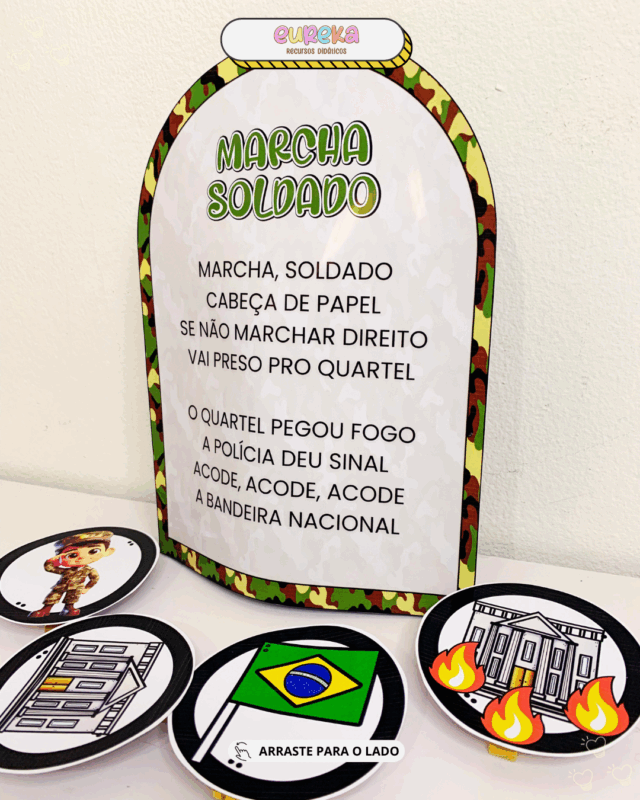 eureka
RECURSOS DIDÁTICOS
MARCHA
SOLDADO
MARCHA, SOLDADO
CABEÇA DE PAPEL
SE NÃO MARCHAR DIREITO
VAI PRESO PRO QUARTEL
O QUARTEL PEGOU FOGO
A POLÍCIA DEU SINAL
ACODE, ACODE, ACODE
A BANDEIRA NACIONAL
ARRASTE PARA O LADO